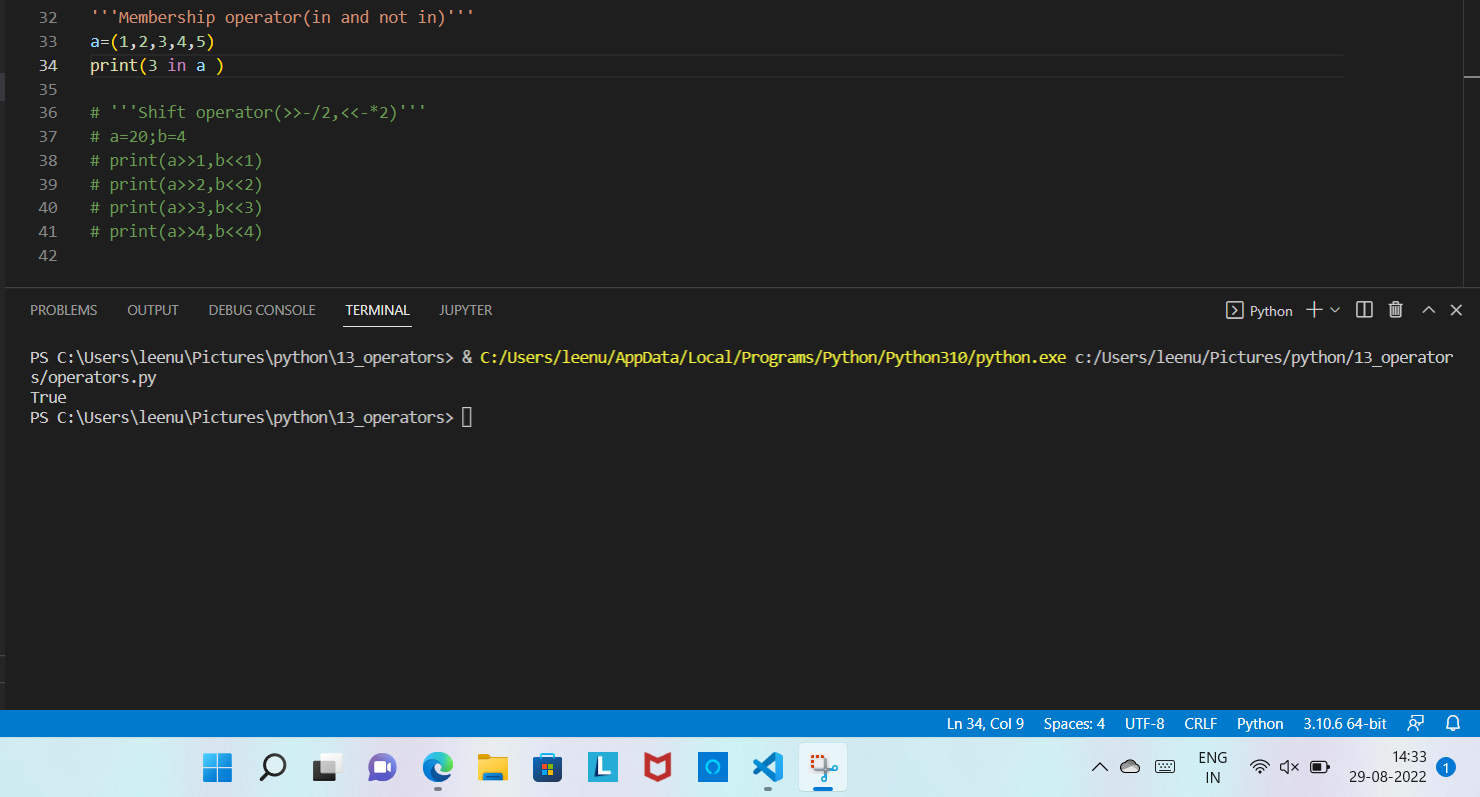 32 '''Membership operator(in and not in)'''
33 a=(1,2,3,4,5)
34 print(3 in a )
35
36 # '''Shift operator(>>-/2,<<-*2)'''
37 # a=20;b=4
38 # print(a>>1,b<<1)
39 # print(a>>2,b<<2)
40 # print(a>>3,b<<3)
41 # print(a>>4,b<<4)
42
PROBLEMS OUTPUT DEBUG CONSOLE TERMINAL JUPYTER Python
PS C:\Users\leenu\Pictures\python\13_operators> & C:/Users/leenu/AppData/Local/Programs/Python/Python310/python.exe c:/Users/leenu/Pictures/python/13_operator
s/operators.py
True
PS C:\Users\leenu\Pictures\python\13_operators>
Ln 34, Col 9 Spaces: 4 UTF-8 CRLF Python 3.10.6 64-bit
L ENG 14:33
IN 29-08-2022 1